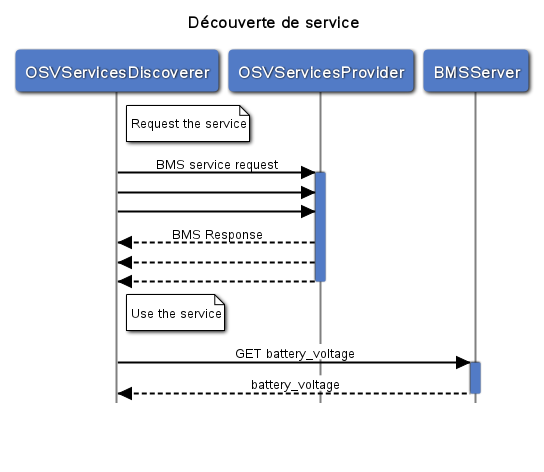 Découverte de service
OSVServicesDiscoverer OSVServicesProvider BMSServer
Request the service
BMS service request
BMS Response
Use the service
GET battery_voltage
battery_voltage